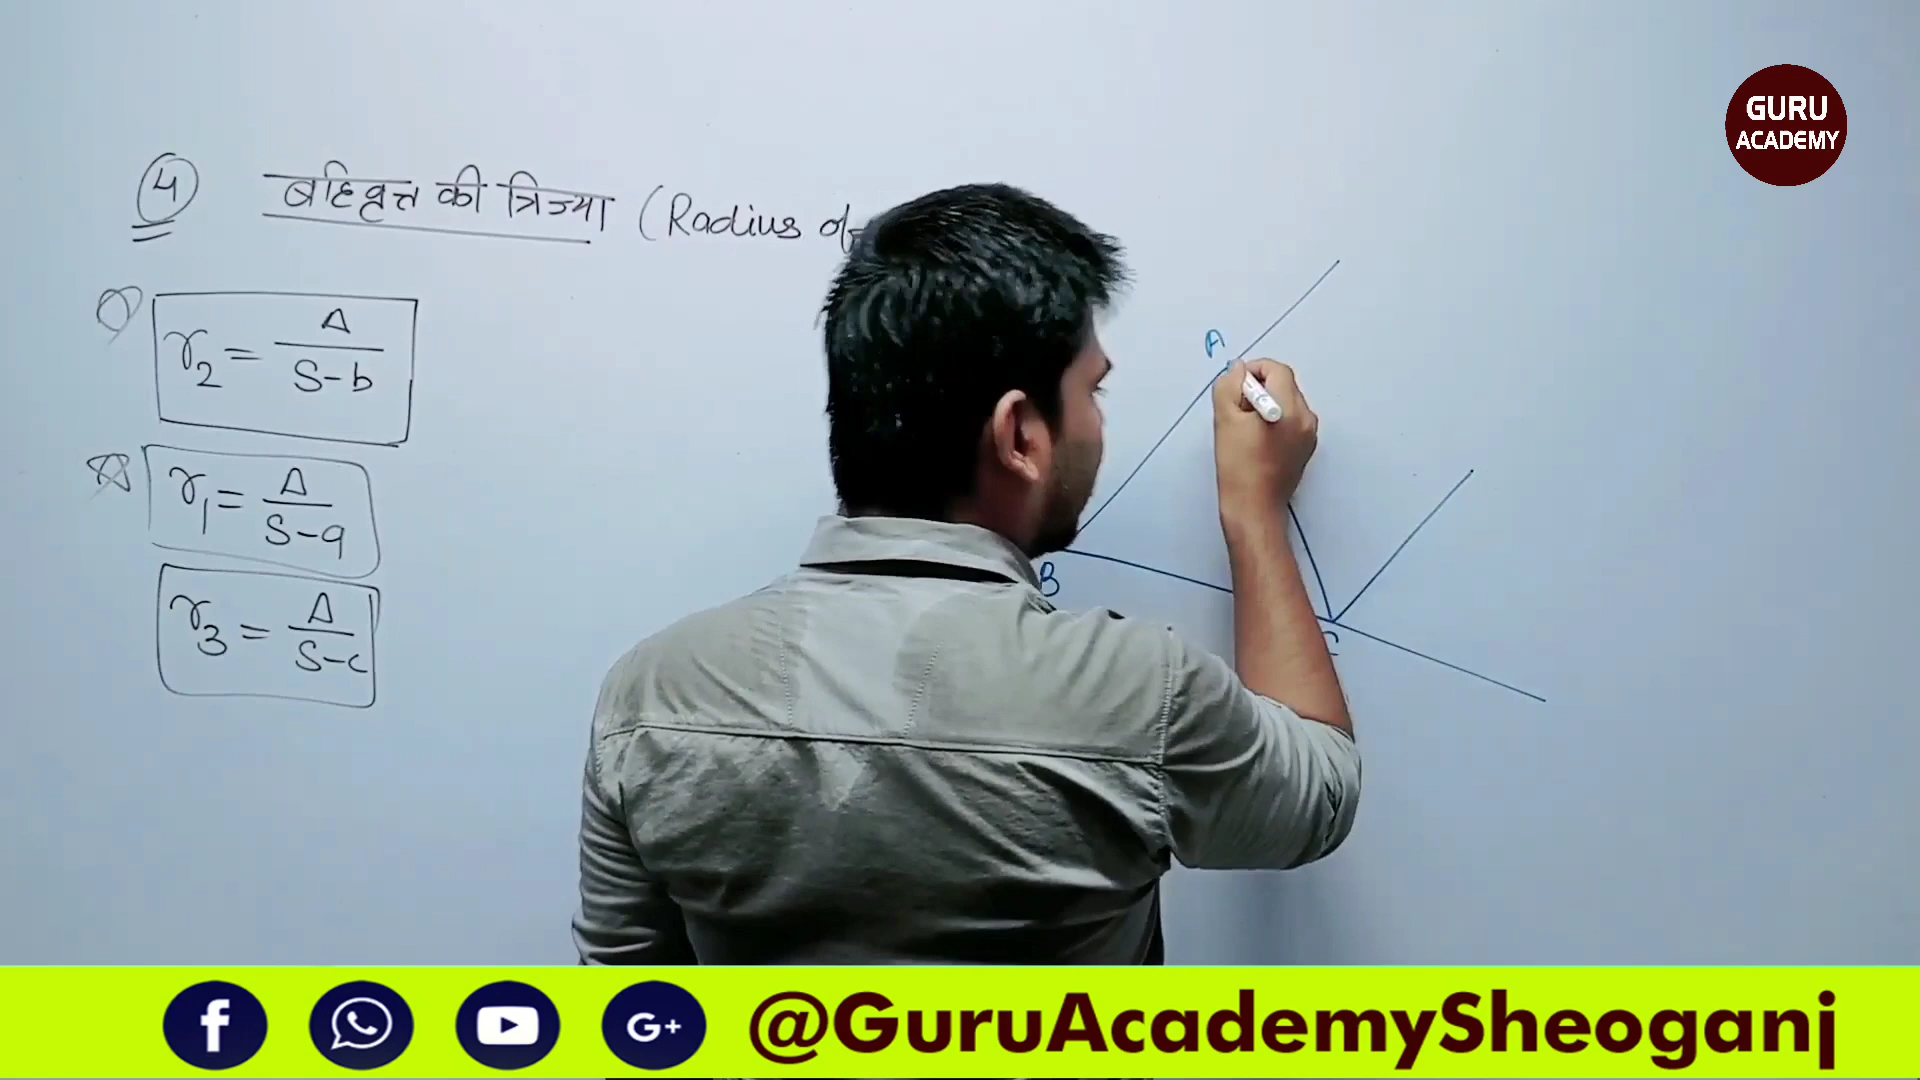 4 बहिवृत्त की त्रिज्या (Radius of
r2 = Δ / S-b
r1 = Δ / S-a
r3 = Δ / S-c
A
B
C
GURU
ACADEMY
@GuruAcademySheoganj